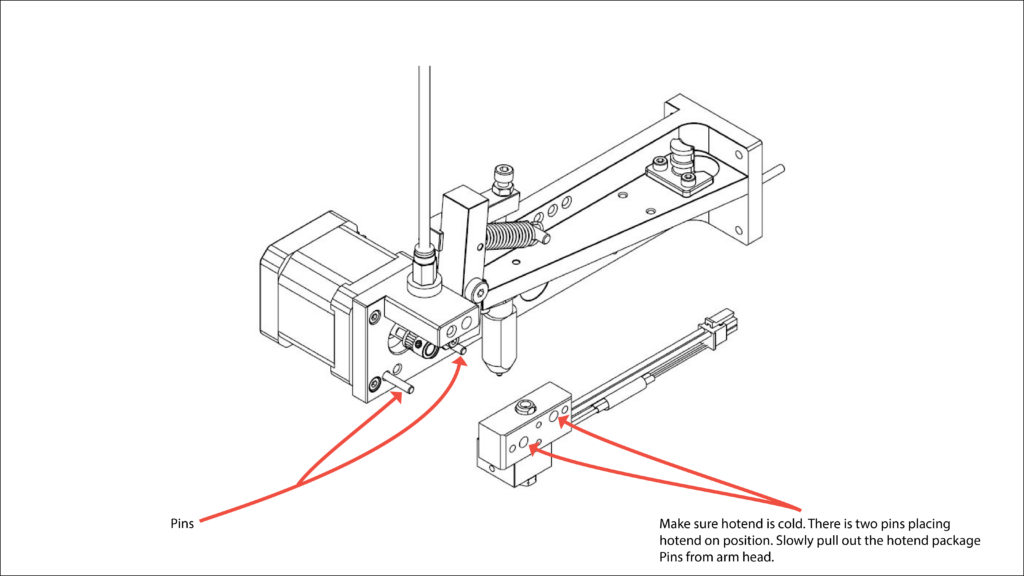 Pins
Make sure hotend is cold. There is two pins placing
hotend on position. Slowly pull out the hotend package
Pins from arm head.